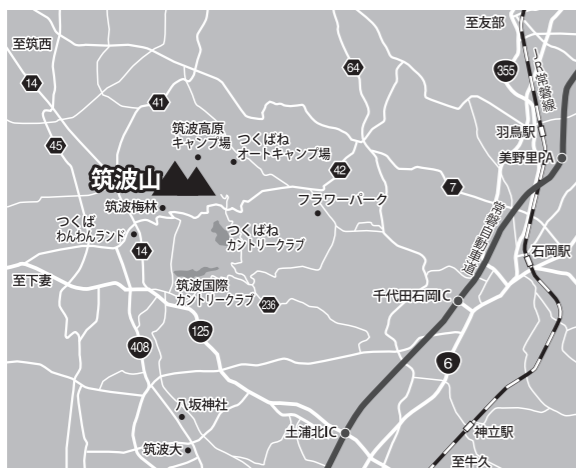 至友部
至筑西
355
JR常磐線
64
14
41
羽鳥駅
45
筑波高原
キャンプ場
つくばね
オートキャンプ場
美野里PA
筑波山
42
7
筑波梅林
フラワーパーク
つくば
わんわんランド
つくばね
カントリークラブ
常磐自動車道
14
石岡駅
至下妻
筑波国際
カントリークラブ
千代田石岡IC
236
125
408
6
八坂神社
土浦北IC
神立駅
筑波大
至牛久